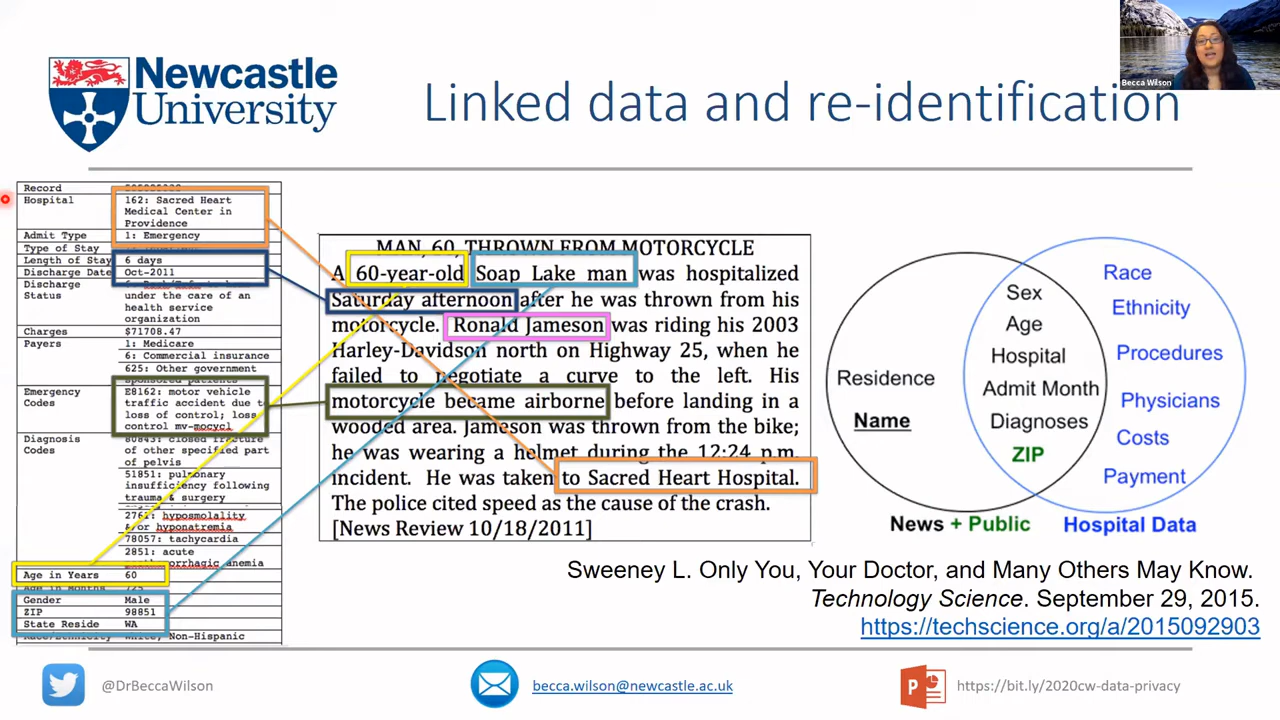 Becca Wilson
Newcastle
University
Linked data and re-identification
Record
Hospital 162: Sacred Heart
Medical Center in
Providence
Admit Type 1: Emergency
Type of Stay
Length of Stay 6 days
Discharge Date Oct-2011
Discharge
Status under the care of an
health service
organization
Charges $71708.47
Payers 1: Medicare
6: Commercial insurance
625: Other government
sponsored patients
Emergency E8162: motor vehicle
Codes traffic accident due to
loss of control; loss
control mv-mocycl
Diagnosis 80843: closed fracture
Codes of other specified part
of pelvis
51851: pulmonary
insufficiency following
trauma & surgery
2761: hyposmolality
&/or hyponatremia
78057: tachycardia
2851: acute
anemia
Age in Years 60
Age in Months 725
Gender Male
ZIP 98851
State Reside WA
Race/Ethnicity White, Non-Hispanic
MAN, 60, THROWN FROM MOTORCYCLE
A 60-year-old Soap Lake man was hospitalized
Saturday afternoon after he was thrown from his
motorcycle. Ronald Jameson was riding his 2003
Harley-Davidson north on Highway 25, when he
failed to negotiate a curve to the left. His
motorcycle became airborne before landing in a
wooded area. Jameson was thrown from the bike;
he was wearing a helmet during the 12:24 p.m.
incident. He was taken to Sacred Heart Hospital.
The police cited speed as the cause of the crash.
[News Review 10/18/2011]
Residence
Name
Sex
Age
Hospital
Admit Month
Diagnoses
ZIP
Race
Ethnicity
Procedures
Physicians
Costs
Payment
News + Public
Hospital Data
Sweeney L. Only You, Your Doctor, and Many Others May Know.
Technology Science. September 29, 2015.
https://techscience.org/a/2015092903
@DrBeccaWilson
becca.wilson@newcastle.ac.uk
P
https://bit.ly/2020cw-data-privacy